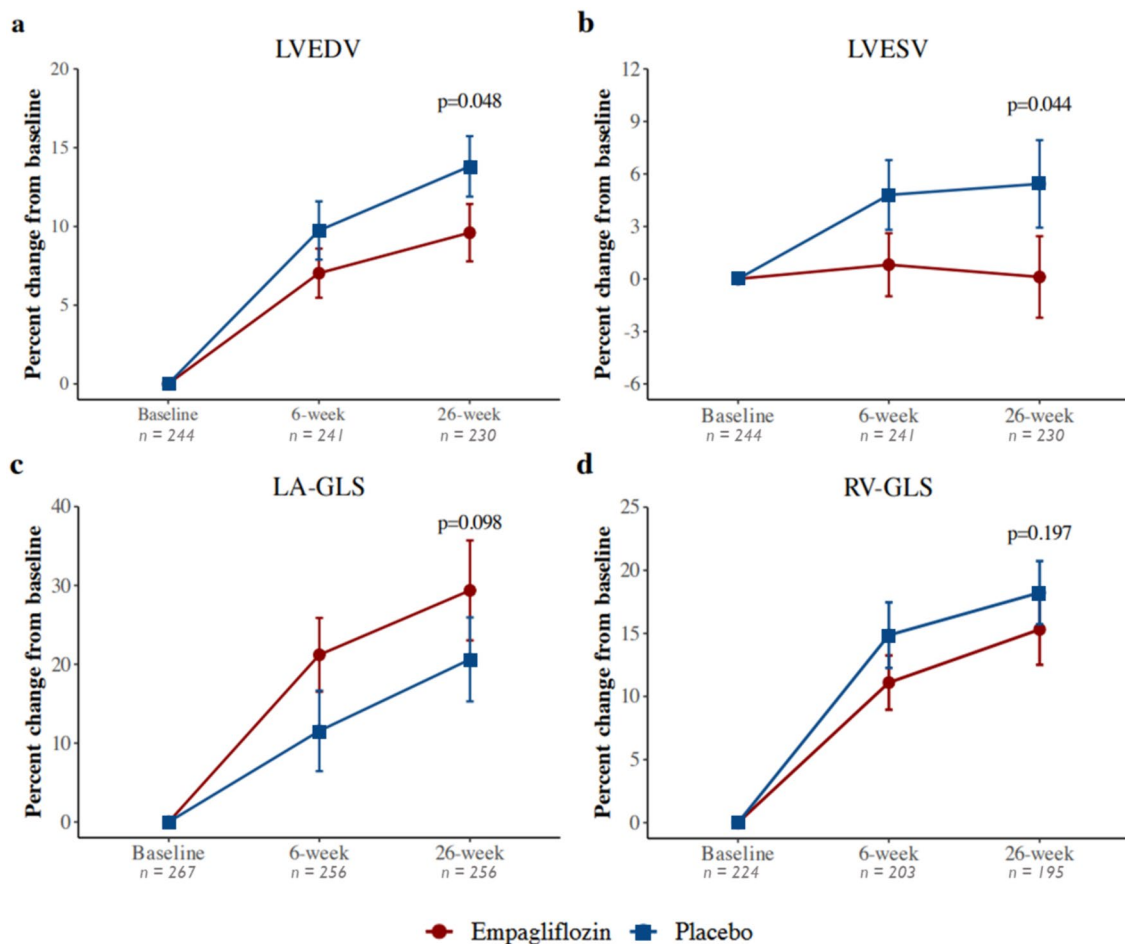 a
LVEDV
Percent change from baseline
20
15
10
5
0
p=0.048
Baseline
n = 244
6-week
n = 241
26-week
n = 230
b
LVESV
Percent change from baseline
12
9
6
3
0
-3
-6
p=0.044
Baseline
n = 244
6-week
n = 241
26-week
n = 230
c
LA-GLS
Percent change from baseline
40
30
20
10
0
p=0.098
Baseline
n = 267
6-week
n = 256
26-week
n = 256
d
RV-GLS
Percent change from baseline
25
20
15
10
5
0
p=0.197
Baseline
n = 224
6-week
n = 203
26-week
n = 195
Empagliflozin
Placebo